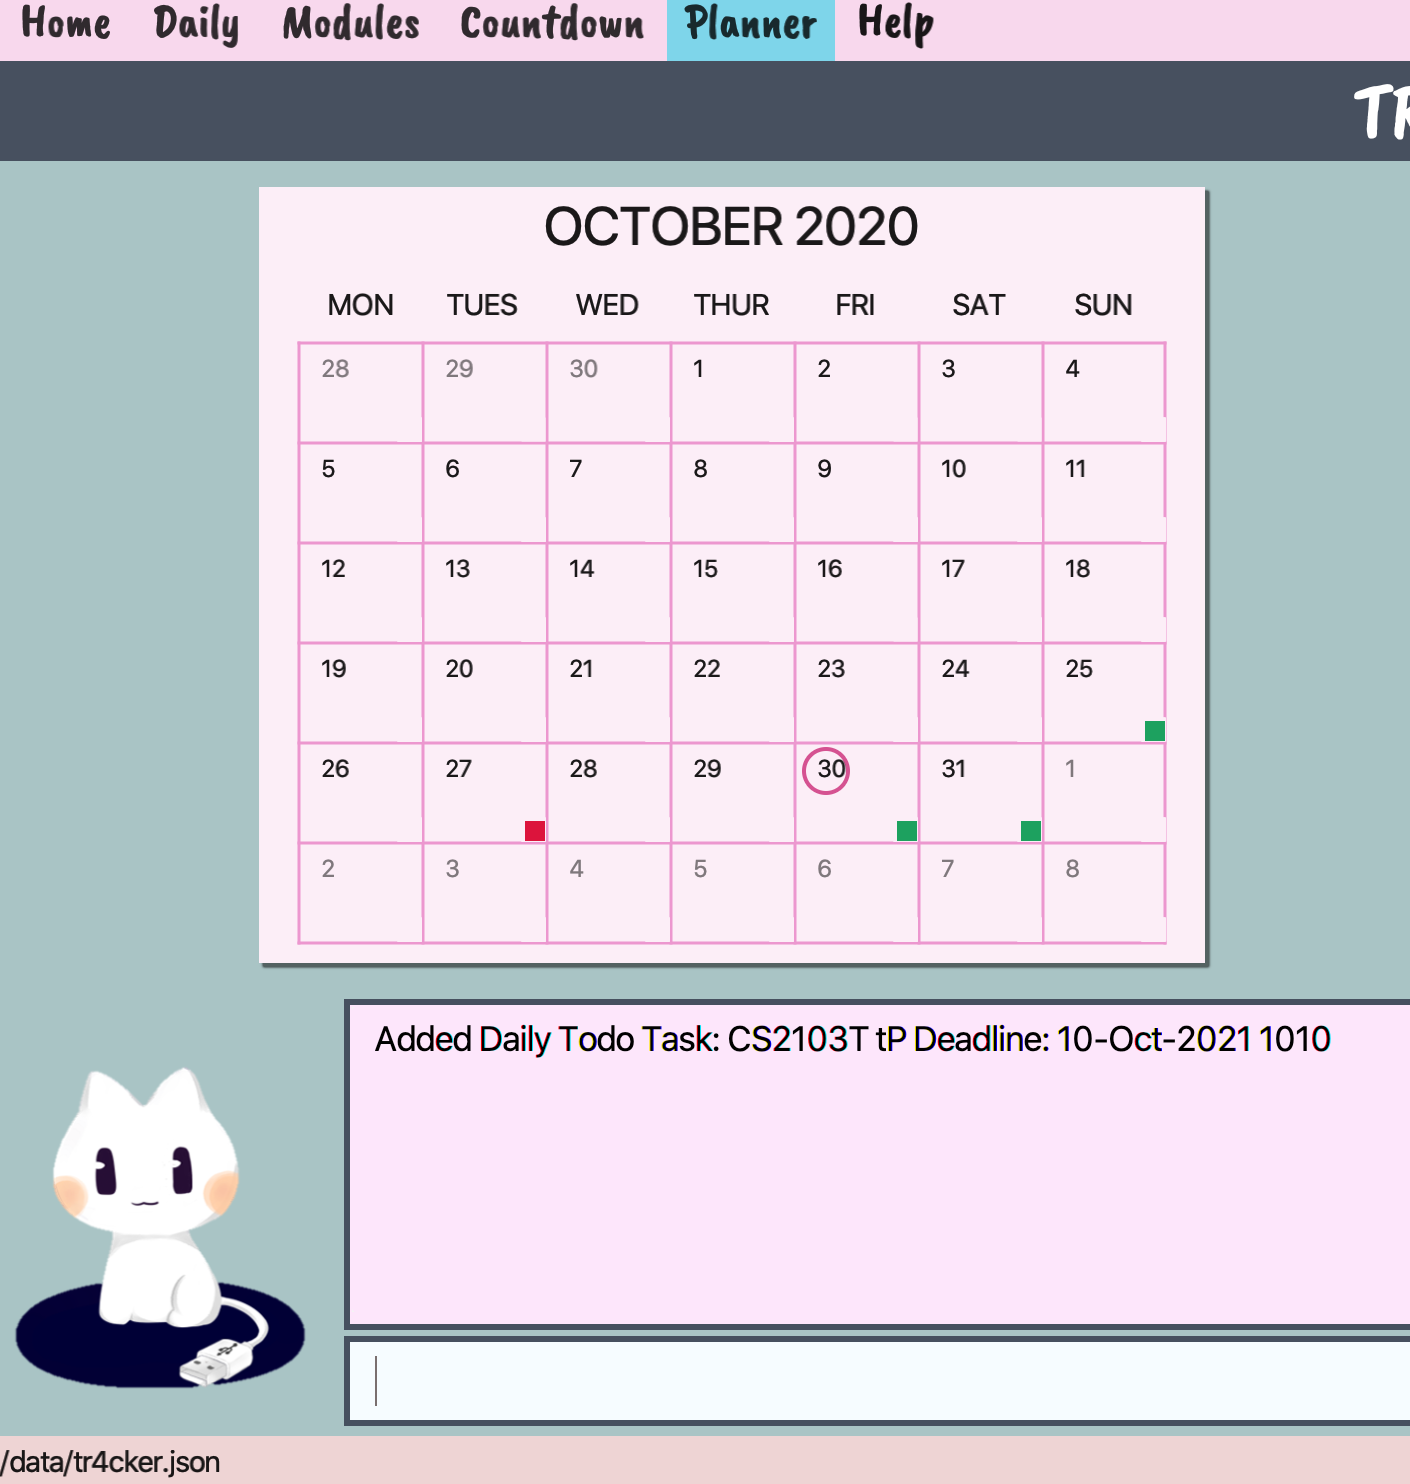 Home Daily Modules Countdown Planner Help
TR
OCTOBER 2020
MON TUES WED THUR FRI SAT SUN
28 29 30 1 2 3 4
5 6 7 8 9 10 11
12 13 14 15 16 17 18
19 20 21 22 23 24 25
26 27 28 29 30 31 1
2 3 4 5 6 7 8
Added Daily Todo Task: CS2103T tP Deadline: 10-Oct-2021 1010
/data/tr4cker.json